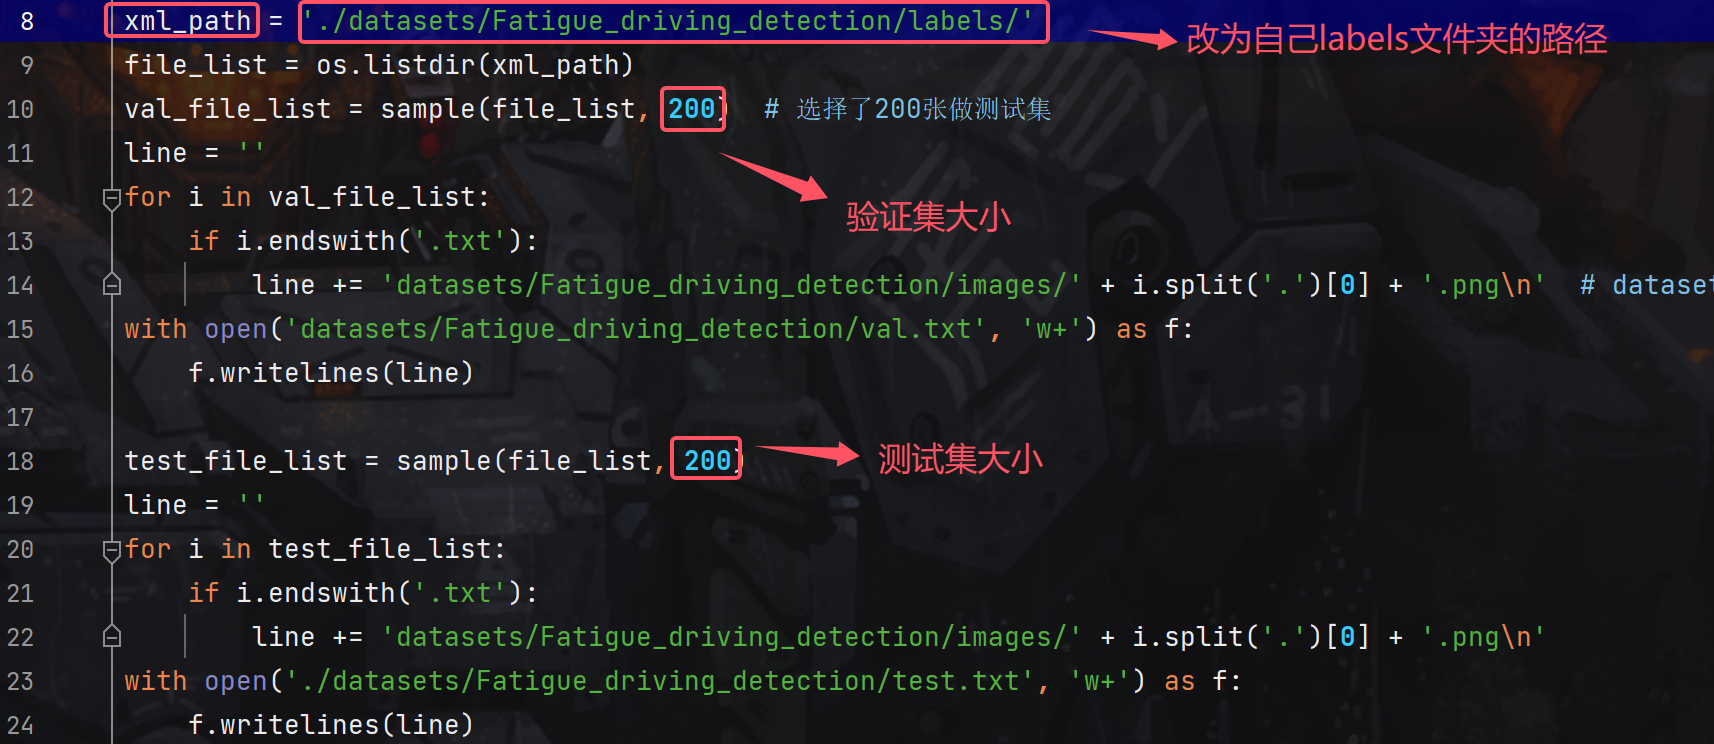 8 xml_path = './datasets/Fatigue_driving_detection/labels/' 改为自己labels文件夹的路径
9 file_list = os.listdir(xml_path)
10 val_file_list = sample(file_list, 200) # 选择了200张做测试集
11 line = ''
12 for i in val_file_list:
验证集大小
13 if i.endswith('.txt'):
14 line += 'datasets/Fatigue_driving_detection/images/' + i.split('.')[0] + '.png\n' # dataset
15 with open('datasets/Fatigue_driving_detection/val.txt', 'w+') as f:
16 f.writelines(line)
17
18 test_file_list = sample(file_list, 200) 测试集大小
19 line = ''
20 for i in test_file_list:
21 if i.endswith('.txt'):
22 line += 'datasets/Fatigue_driving_detection/images/' + i.split('.')[0] + '.png\n'
23 with open('./datasets/Fatigue_driving_detection/test.txt', 'w+') as f:
24 f.writelines(line)
A-31